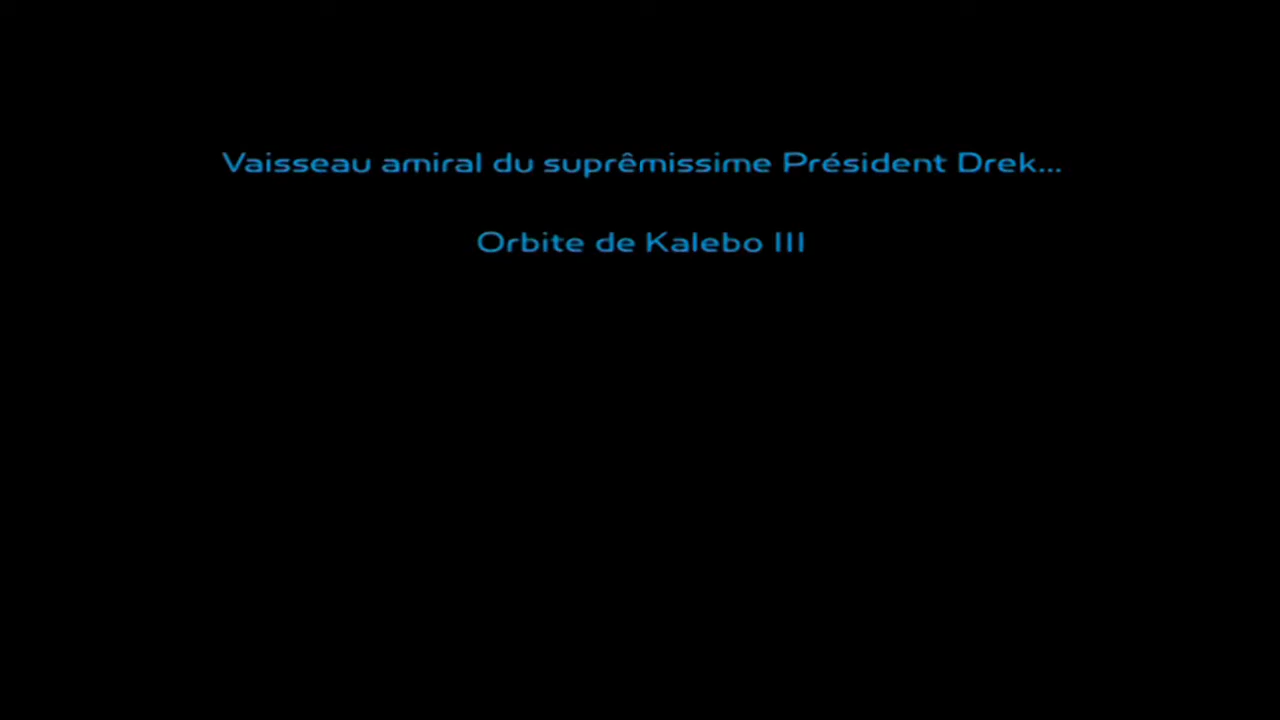 Vaisseau amiral du suprêmissime Président Drek...
Orbite de Kalebo III